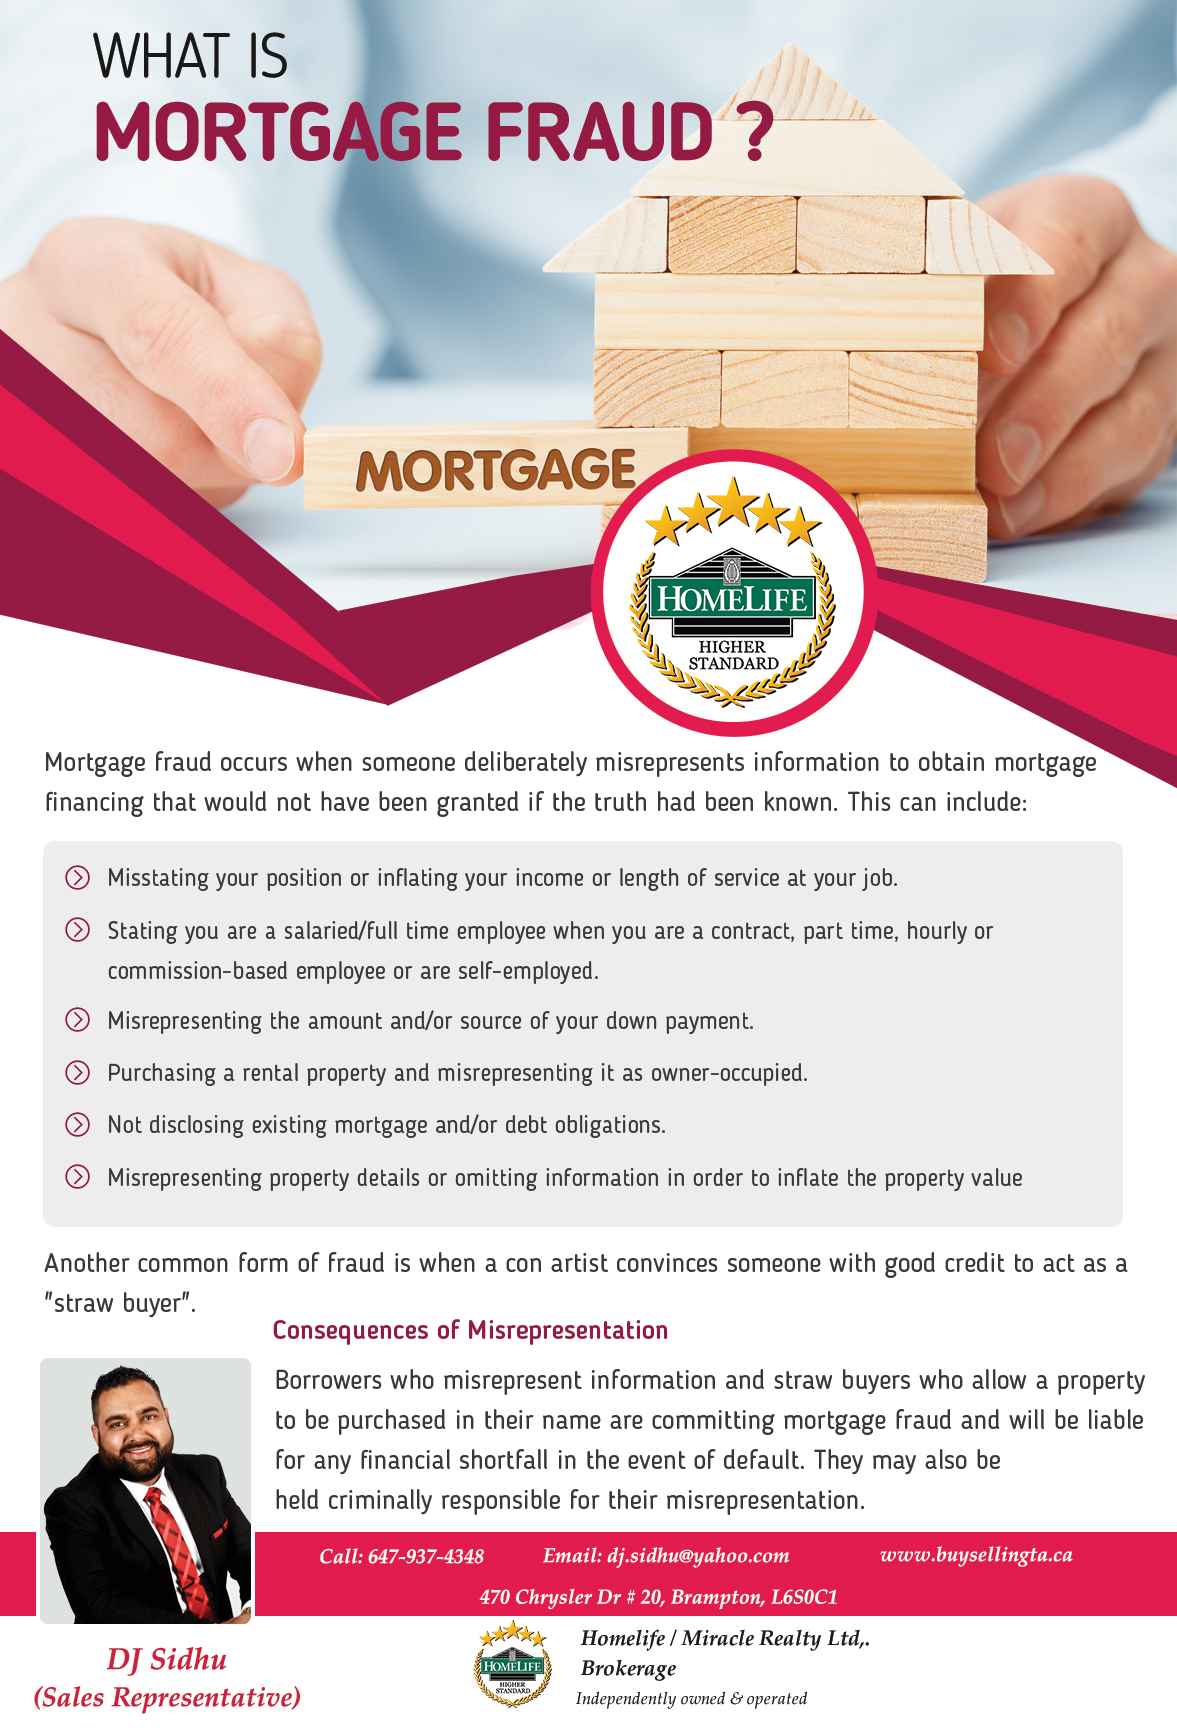 WHAT IS
MORTGAGE FRAUD ?
MORTGAGE
HOMELIFE
HIGHER
STANDARD
Mortgage fraud occurs when someone deliberately misrepresents information to obtain mortgage
financing that would not have been granted if the truth had been known. This can include:
Misstating your position or inflating your income or length of service at your job.
Stating you are a salaried/full time employee when you are a contract, part time, hourly or
commission-based employee or are self-employed.
Misrepresenting the amount and/or source of your down payment.
Purchasing a rental property and misrepresenting it as owner-occupied.
Not disclosing existing mortgage and/or debt obligations.
Misrepresenting property details or omitting information in order to inflate the property value
Another common form of fraud is when a con artist convinces someone with good credit to act as a
"straw buyer".
Consequences of Misrepresentation
Borrowers who misrepresent information and straw buyers who allow a property
to be purchased in their name are committing mortgage fraud and will be liable
for any financial shortfall in the event of default. They may also be
held criminally responsible for their misrepresentation.
Call: 647-937-4348 Email: dj.sidhu@yahoo.com www.buysellingta.ca
470 Chrysler Dr # 20, Brampton, L6S0C1
DJ Sidhu
(Sales Representative)
HOMELIFE
HIGHER
STANDARD
Homelife / Miracle Realty Ltd,.
Brokerage
Independently owned & operated